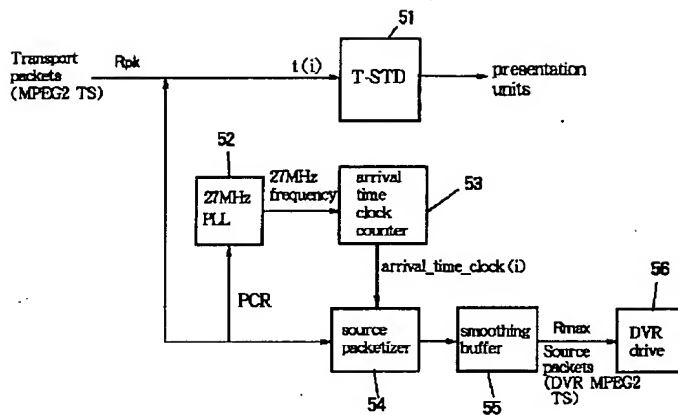 51
Transport
packets
(MPEG2 TS)
Rpk
t(i)
T-STD
presentation
units
52
27MHz
PLL
27MHz
frequency
arrival
time
clock
counter
53
arrival_time_clock(i)
PCR
source
packetizer
54
smoothing
buffer
55
Rmax
Source
packets
(DVR MPEG2
TS)
56
DVR
drive